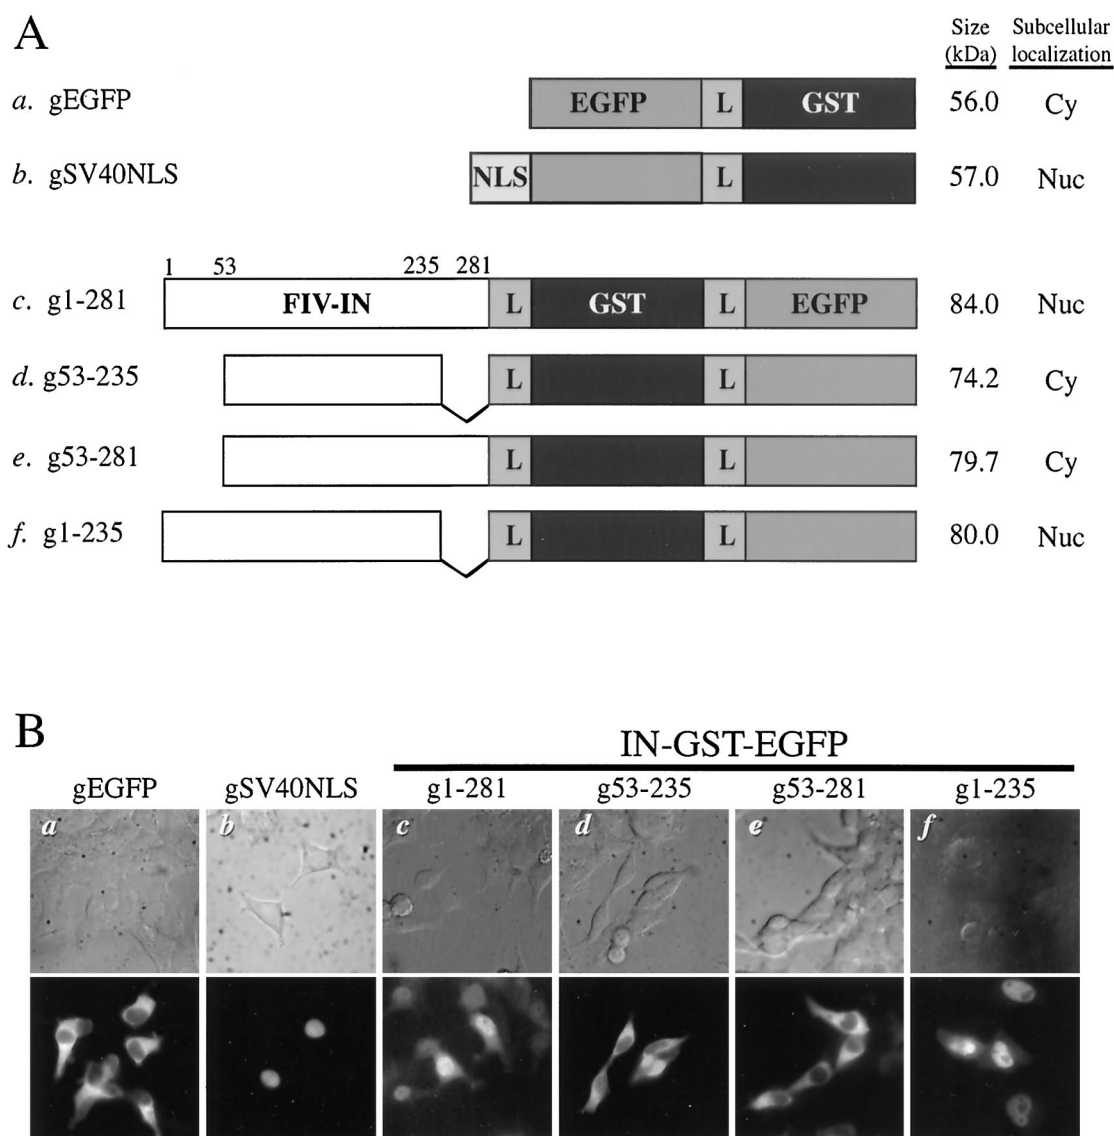 A
Size (kDa) Subcellular localization
a. gEGFP EGFP L GST 56.0 Cy
b. gSV40NLS NLS L 57.0 Nuc
1 53 235 281
c. g1-281 FIV-IN L GST L EGFP 84.0 Nuc
d. g53-235 L L 74.2 Cy
e. g53-281 L L 79.7 Cy
f. g1-235 L L 80.0 Nuc
B
IN-GST-EGFP
gEGFP gSV40NLS g1-281 g53-235 g53-281 g1-235
a b c d e f